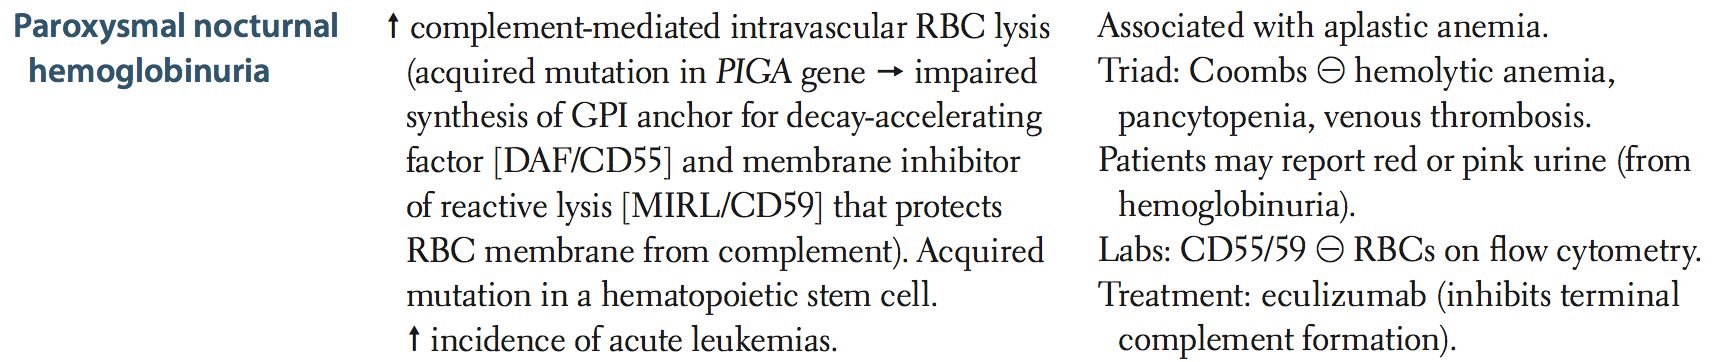 Paroxysmal nocturnal
hemoglobinuria
↑ complement-mediated intravascular RBC lysis
(acquired mutation in PIGA gene → impaired
synthesis of GPI anchor for decay-accelerating
factor [DAF/CD55] and membrane inhibitor
of reactive lysis [MIRL/CD59] that protects
RBC membrane from complement). Acquired
mutation in a hematopoietic stem cell.
↑ incidence of acute leukemias.
Associated with aplastic anemia.
Triad: Coombs ⊖ hemolytic anemia,
pancytopenia, venous thrombosis.
Patients may report red or pink urine (from
hemoglobinuria).
Labs: CD55/59 ⊖ RBCs on flow cytometry.
Treatment: eculizumab (inhibits terminal
complement formation).